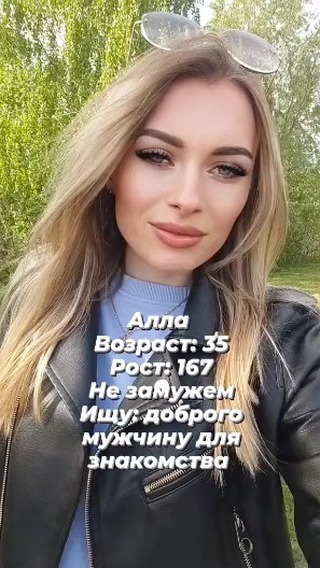 Алла
Возраст: 35
Рост: 167
Не замужем
Ищу: доброго
мужчину для
знакомства